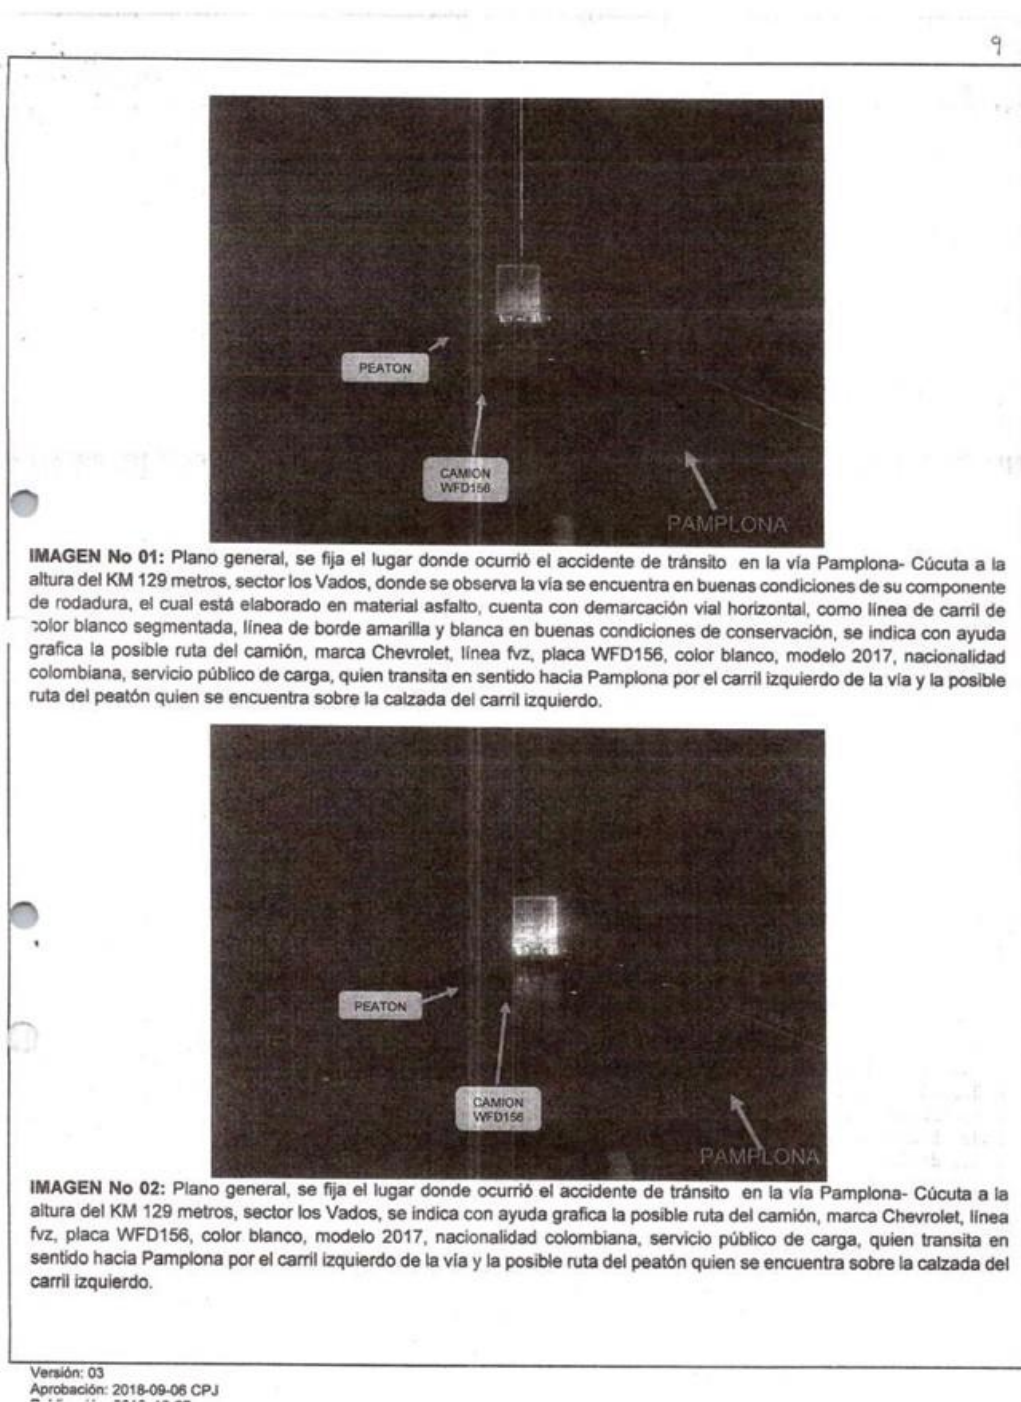 9
PEATON
CAMION
WFD156
PAMPLONA
IMAGEN No 01: Plano general, se fija el lugar donde ocurrió el accidente de tránsito en la vía Pamplona- Cúcuta a la
altura del KM 129 metros, sector los Vados, donde se observa la vía se encuentra en buenas condiciones de su componente
de rodadura, el cual está elaborado en material asfalto, cuenta con demarcación vial horizontal, como línea de carril de
color blanco segmentada, línea de borde amarilla y blanca en buenas condiciones de conservación, se indica con ayuda
grafica la posible ruta del camión, marca Chevrolet, línea fvz, placa WFD156, color blanco, modelo 2017, nacionalidad
colombiana, servicio público de carga, quien transita en sentido hacia Pamplona por el carril izquierdo de la vía y la posible
ruta del peatón quien se encuentra sobre la calzada del carril izquierdo.
PEATON
CAMION
WFD156
PAMPLONA
IMAGEN No 02: Plano general, se fija el lugar donde ocurrió el accidente de tránsito en la vía Pamplona- Cúcuta a la
altura del KM 129 metros, sector los Vados, se indica con ayuda grafica la posible ruta del camión, marca Chevrolet, línea
fvz, placa WFD156, color blanco, modelo 2017, nacionalidad colombiana, servicio público de carga, quien transita en
sentido hacia Pamplona por el carril izquierdo de la vía y la posible ruta del peatón quien se encuentra sobre la calzada del
carril izquierdo.
Versión: 03
Aprobación: 2018-09-06 CPJ